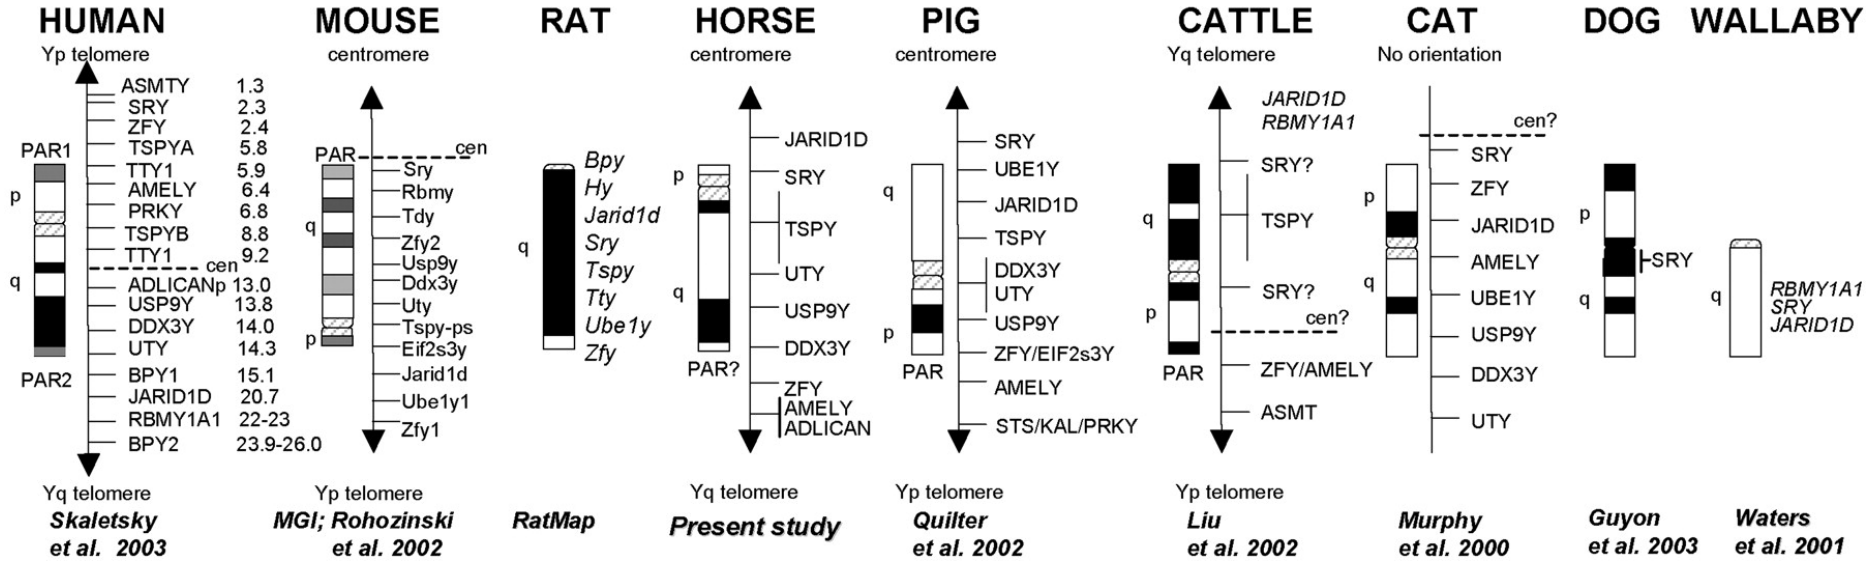 HUMAN
Yp telomere
ASMTY 1.3
SRY 2.3
ZFY 2.4
TSPYA 5.8
PAR1
TTY1 5.9
p
AMELY 6.4
PRKY 6.8
TSPYB 8.8
TTY1 9.2
cen
q
ADLICANp 13.0
USP9Y 13.8
DDX3Y 14.0
UTY 14.3
PAR2
BPY1 15.1
JARID1D 20.7
RBMY1A1 22-23
BPY2 23.9-26.0
Yq telomere
Skaletsky
et al. 2003
MOUSE
centromere
PAR
cen
Sry
Rbmy
Tdy
q
Zfy2
Usp9y
Ddx3y
Uty
Tspy-ps
p
Eif2s3y
Jarid1d
Ube1y1
Zfy1
Yp telomere
MGI; Rohozinski
et al. 2002
RAT
Bpy
Hy
Jarid1d
Sry
q
Tspy
Tty
Ube1y
Zfy
RatMap
HORSE
centromere
JARID1D
p
SRY
TSPY
UTY
q
USP9Y
DDX3Y
PAR?
ZFY
AMELY
ADLICAN
Yq telomere
Present study
PIG
centromere
SRY
UBE1Y
q
JARID1D
TSPY
DDX3Y
UTY
USP9Y
p
ZFY/EIF2s3Y
PAR
AMELY
STS/KAL/PRKY
Yp telomere
Quilter
et al. 2002
CATTLE
Yq telomere
JARID1D
RBMY1A1
SRY?
q
TSPY
SRY?
p
cen?
PAR
ZFY/AMELY
ASMT
Yp telomere
Liu
et al. 2002
CAT
No orientation
cen?
SRY
p
ZFY
JARID1D
AMELY
q
UBE1Y
USP9Y
DDX3Y
UTY
Murphy
et al. 2000
DOG
p
SRY
q
Guyon
et al. 2003
WALLABY
q
RBMY1A1
SRY
JARID1D
Waters
et al. 2001